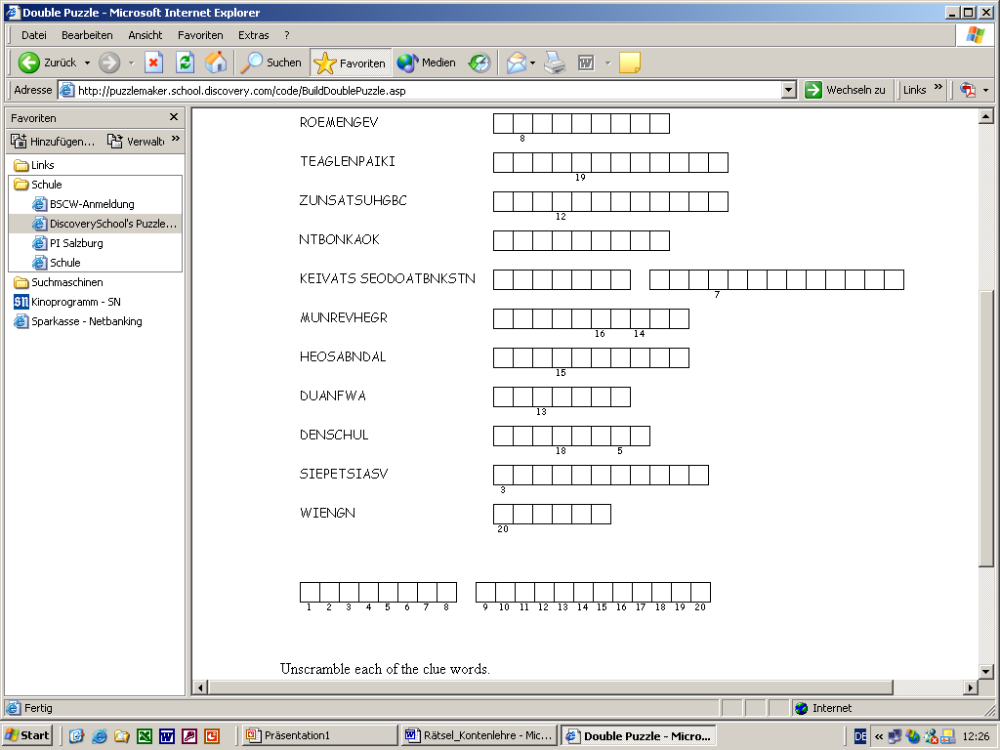 Double Puzzle - Microsoft Internet Explorer
Datei Bearbeiten Ansicht Favoriten Extras ?
Zurück Suchen Favoriten Medien
Adresse http://puzzlemaker.school.discovery.com/code/BuildDoublePuzzle.asp Wechseln zu Links »
Favoriten
Hinzufügen... Verwalt »
Links
Schule
BSCW-Anmeldung
DiscoverySchool's Puzzle...
PI Salzburg
Schule
Suchmaschinen
SN Kinoprogramm - SN
Sparkasse - Netbanking
ROEMENGEV
8
TEAGLENPAIKI
19
ZUNSATSUHGBC
12
NTBONKAOK
KEIVATS SEODOATBNKSTN
7
MUNREVHEGR
16 14
HEOSABNDAL
15
DUANFWA
13
DENSCHUL
18 5
SIEPETSIASV
3
WIENGN
20
1 2 3 4 5 6 7 8 9 10 11 12 13 14 15 16 17 18 19 20
Unscramble each of the clue words.
Fertig Internet
Start Präsentation1 Rätsel_Kontenlehre - Mic... Double Puzzle - Micro... DE « 12:26